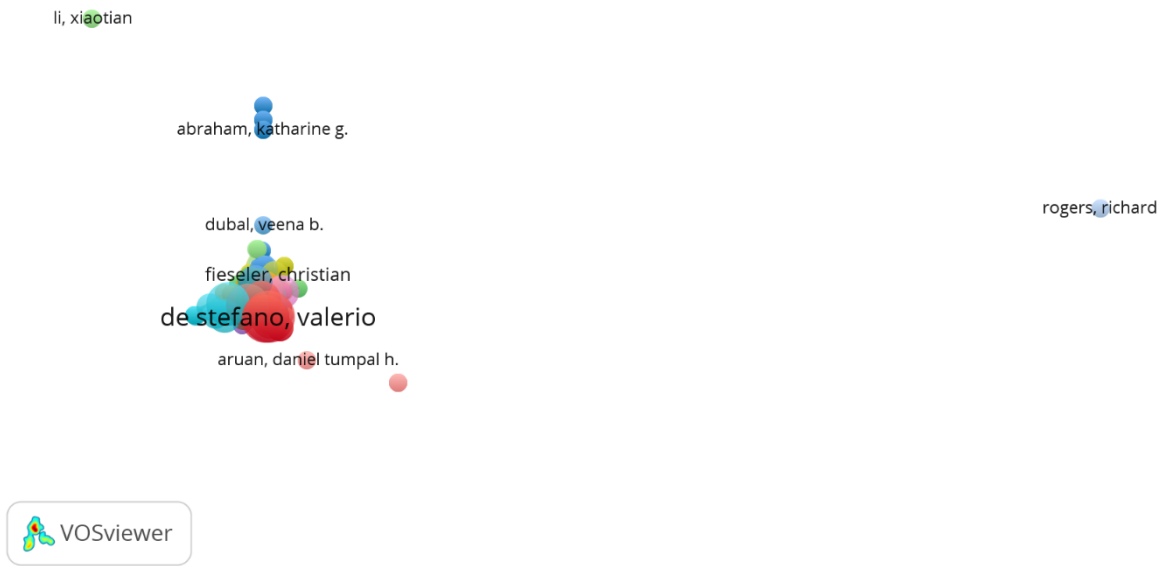 li, xiaotian
abraham, katharine g.
rogers, richard
dubal, veena b.
fieseler, christian
de stefano, valerio
aruan, daniel tumpal h.
VOSviewer